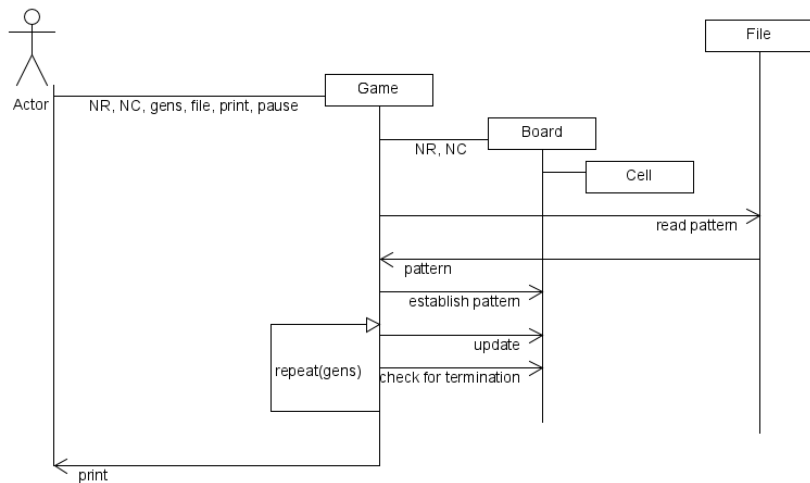 File
Game
Actor
NR, NC, gens, file, print, pause
Board
NR, NC
Cell
read pattern
pattern
establish pattern
update
repeat(gens)
check for termination
print